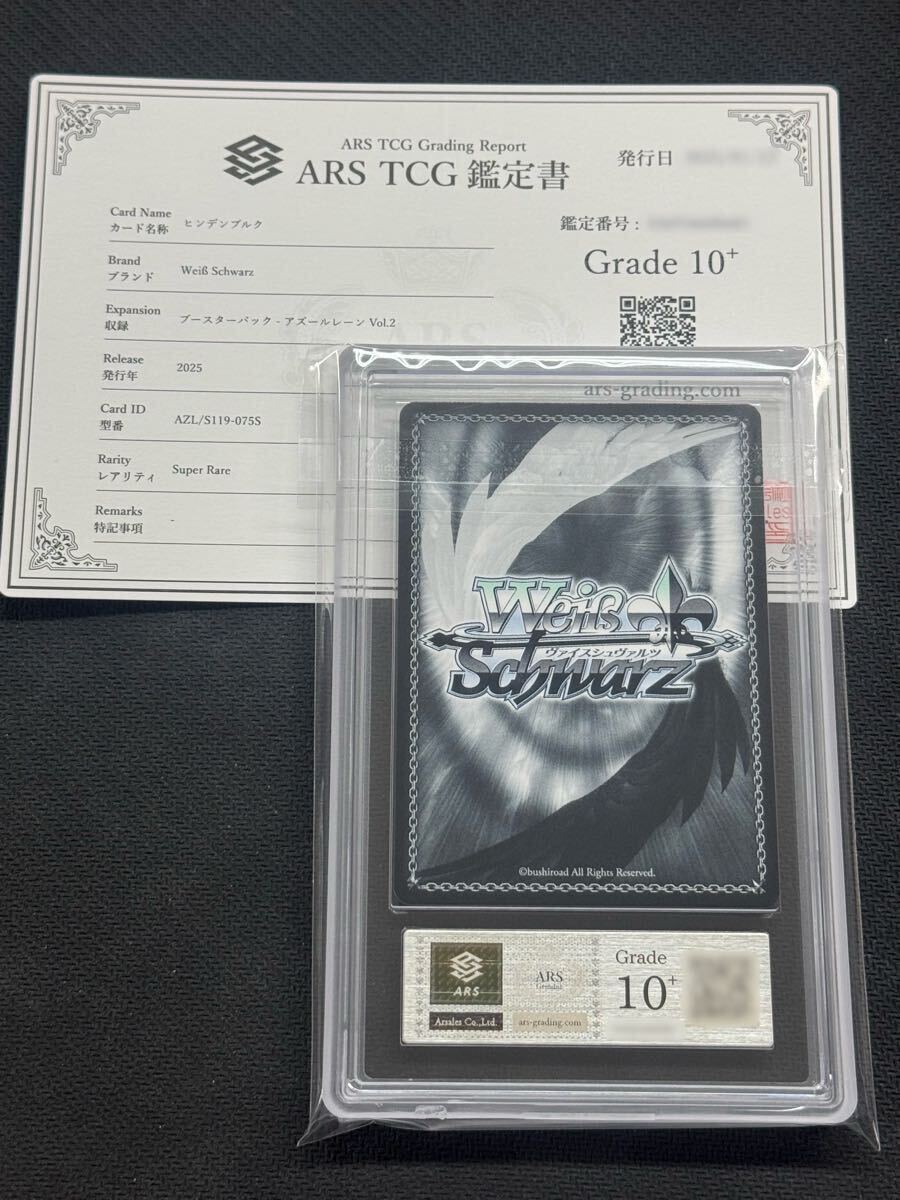 ARS TCG Grading Report
ARS TCG 鑑定書
発行日
鑑定番号：
Grade 10+
Card Name
カード名称
ヒンデンブルク
Brand
ブランド
Weiß Schwarz
Expansion
収録
ブースターパック - アズールレーン Vol.2
Release
発行年
2025
Card ID
型番
AZL/S119-075S
Rarity
レアリティ
Super Rare
Remarks
特記事項
-
ars-grading.com
Weiß
ヴァイスシュヴァルツ
Schwarz
©bushiroad All Rights Reserved.
ARS
Arsales Co.,Ltd.
ARS
ars-grading.com
Grade
10+